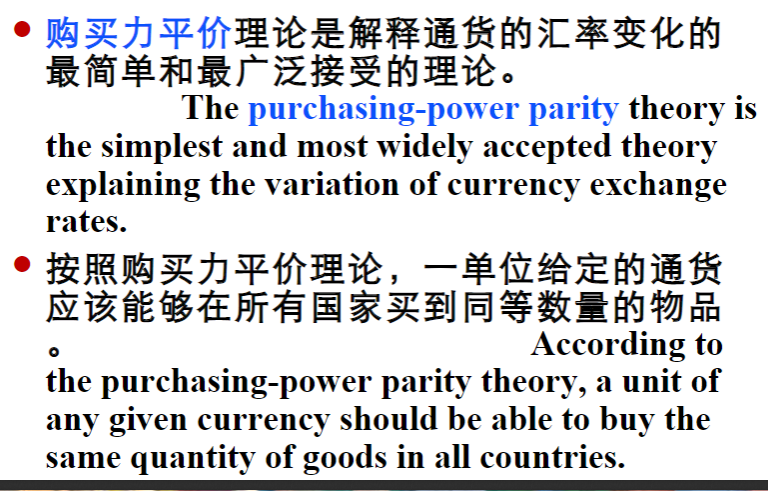 购买力平价理论是解释通货的汇率变化的
最简单和最广泛接受的理论。
The purchasing-power parity theory is
the simplest and most widely accepted theory
explaining the variation of currency exchange
rates.
按照购买力平价理论，一单位给定的通货
应该能够在所有国家买到同等数量的物品
。 According to
the purchasing-power parity theory, a unit of
any given currency should be able to buy the
same quantity of goods in all countries.